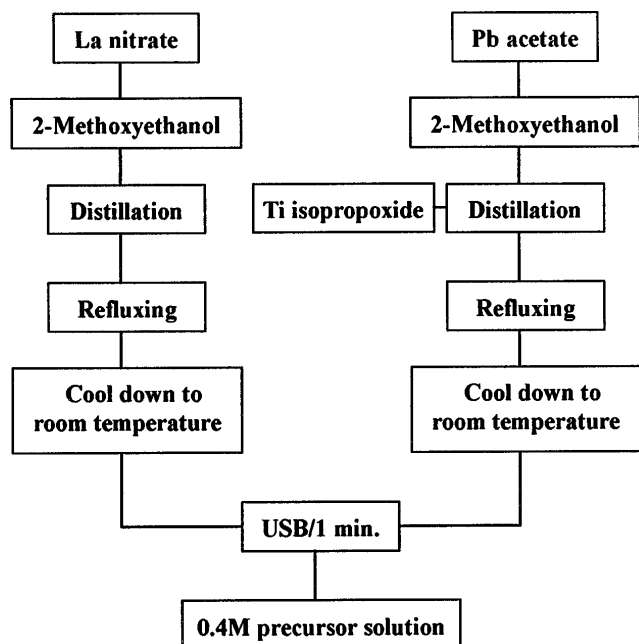 La nitrate
Pb acetate
2-Methoxyethanol
2-Methoxyethanol
Distillation
Ti isopropoxide
Distillation
Refluxing
Refluxing
Cool down to
room temperature
Cool down to
room temperature
USB/1 min.
0.4M precursor solution